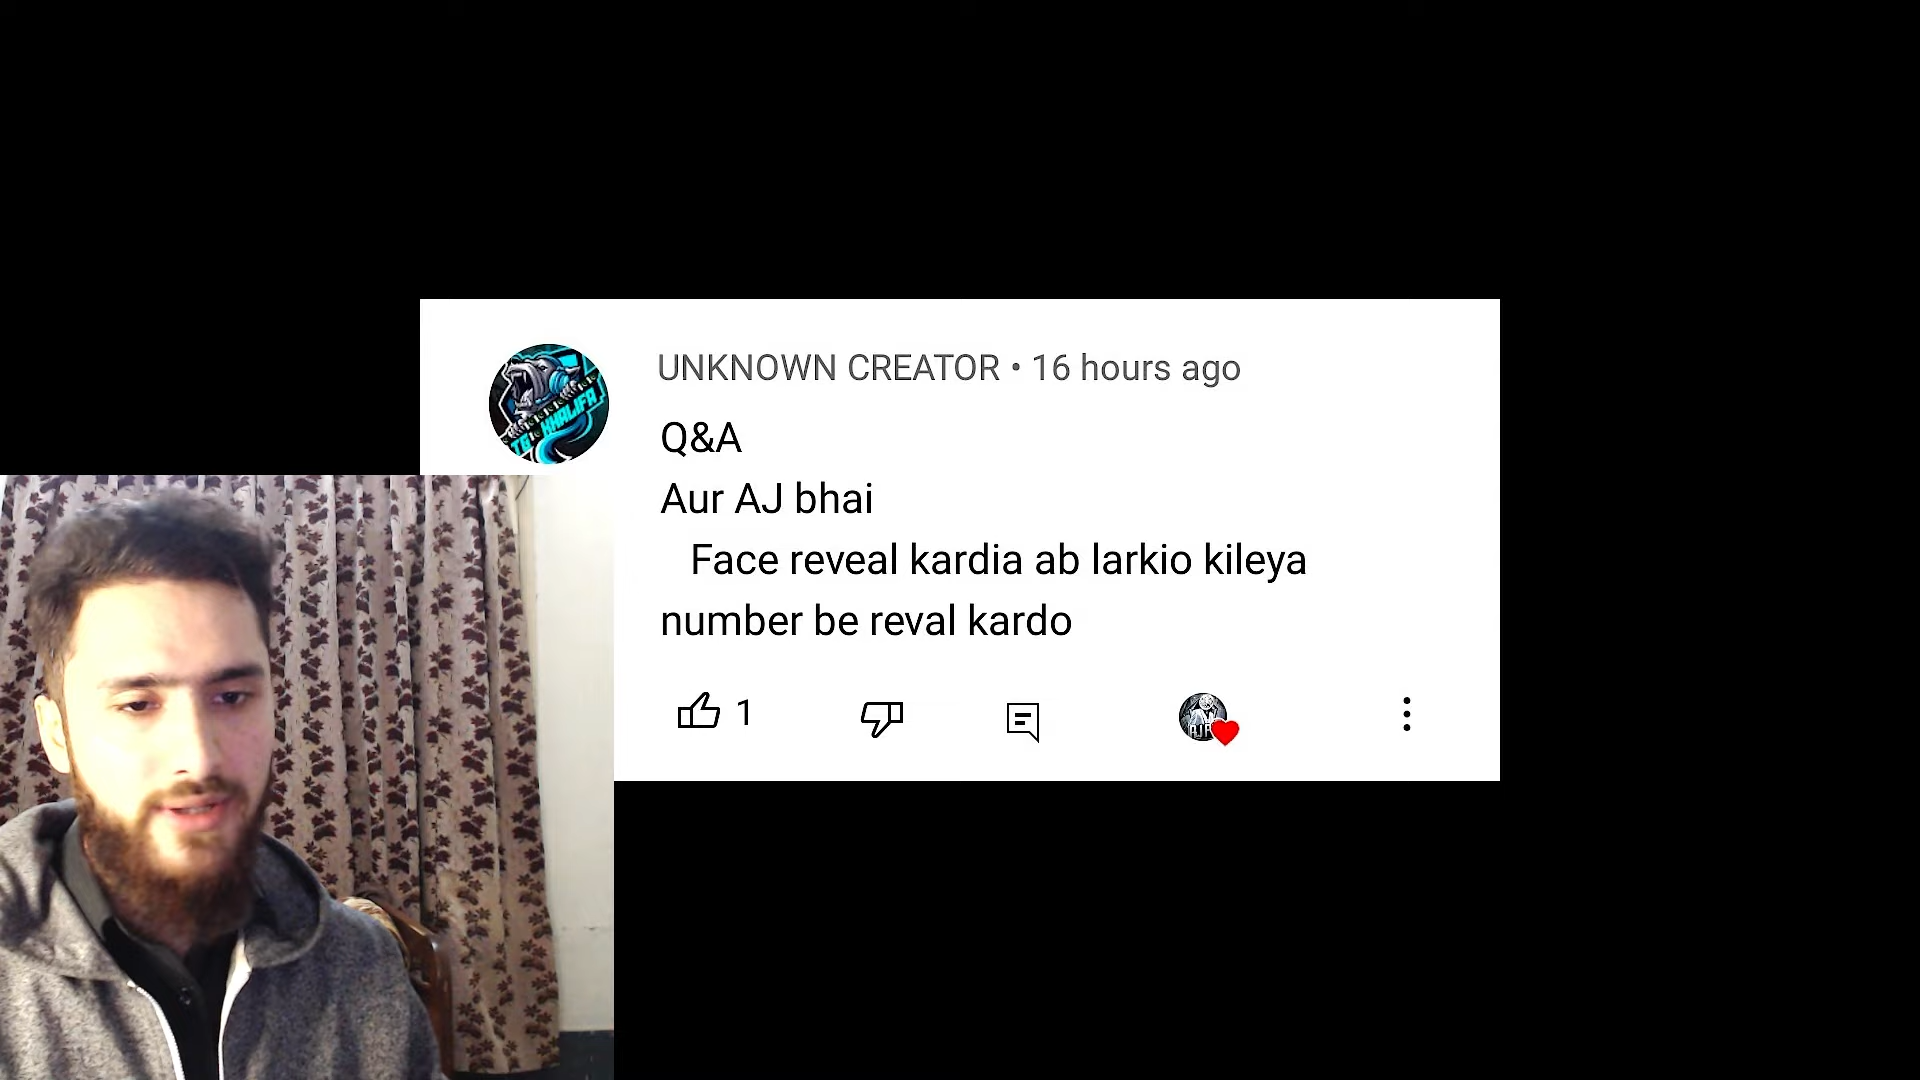 UNKNOWN CREATOR • 16 hours ago
Q&A
Aur AJ bhai
Face reveal kardia ab larkio kileya
number be reval kardo
1
KHALIFA